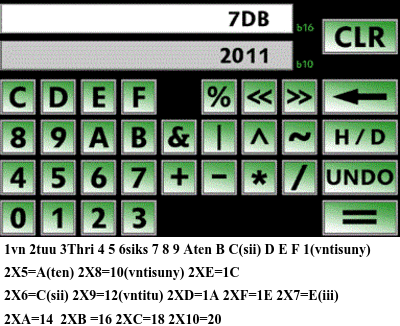 7DB b16 CLR
2011 b10
C D E F % << >> ←
8 9 A B & | ^ ~ H / D
4 5 6 7 + - * / UNDO
0 1 2 3 =
1vn 2tuu 3Thri 4 5 6siks 7 8 9 Aten B C(sii) D E F 1(vntisuny)
2X5=A(ten) 2X8=10(vntisuny) 2XE=1C
2X6=C(sii) 2X9=12(vntitu) 2XD=1A 2XF=1E 2X7=E(iii)
2XA=14 2XB =16 2XC=18 2X10=20